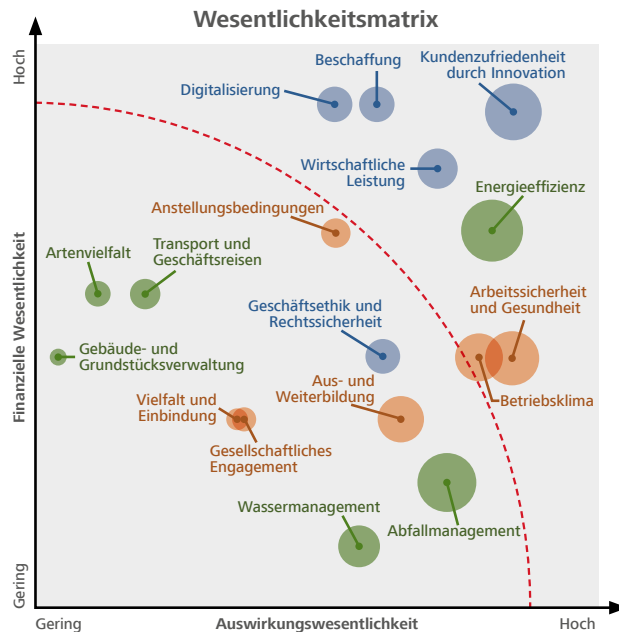 Wesentlichkeitsmatrix
Hoch
Finanzielle Wesentlichkeit
Gering
Beschaffung
Digitalisierung
Kundenzufriedenheit
durch Innovation
Wirtschaftliche
Leistung
Energieeffizienz
Anstellungsbedingungen
Transport und
Geschäftsreisen
Artenvielfalt
Geschäftsethik und
Rechtssicherheit
Arbeitssicherheit
und Gesundheit
Gebäude- und
Grundstücksverwaltung
Aus- und
Weiterbildung
Betriebsklima
Vielfalt und
Einbindung
Gesellschaftliches
Engagement
Wassermanagement
Abfallmanagement
Gering
Auswirkungswesentlichkeit
Hoch